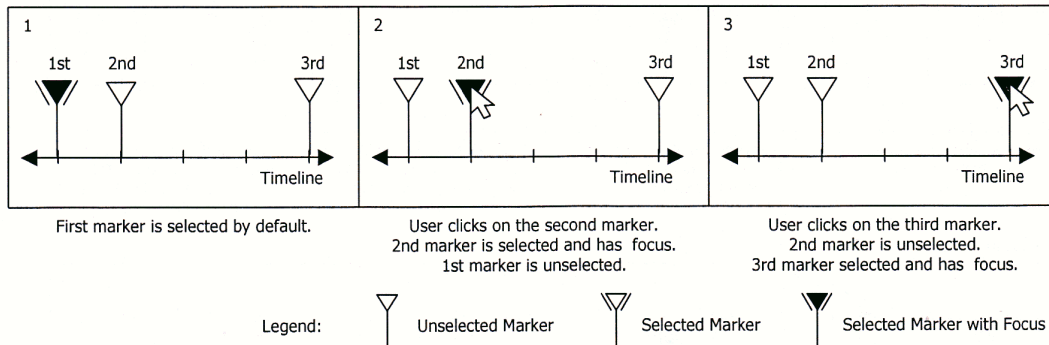 1
1st 2nd 3rd
Timeline
2
1st 2nd 3rd
Timeline
3
1st 2nd 3rd
Timeline
First marker is selected by default.
User clicks on the second marker.
2nd marker is selected and has focus.
1st marker is unselected.
User clicks on the third marker.
2nd marker is unselected.
3rd marker selected and has focus.
Legend: Unselected Marker Selected Marker Selected Marker with Focus